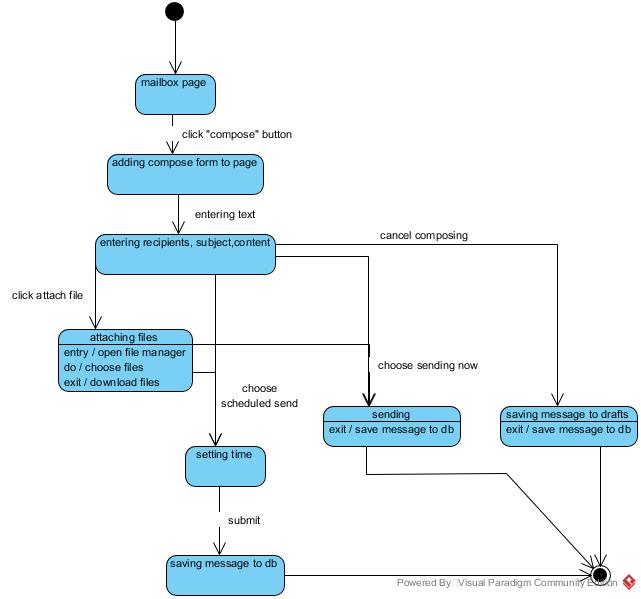 mailbox page
click "compose" button
adding compose form to page
entering text
entering recipients, subject,content
cancel composing
click attach file
attaching files
entry / open file manager
do / choose files
exit / download files
choose
scheduled send
choose sending now
sending
exit / save message to db
saving message to drafts
exit / save message to db
setting time
submit
saving message to db
Powered By Visual Paradigm Community Edition